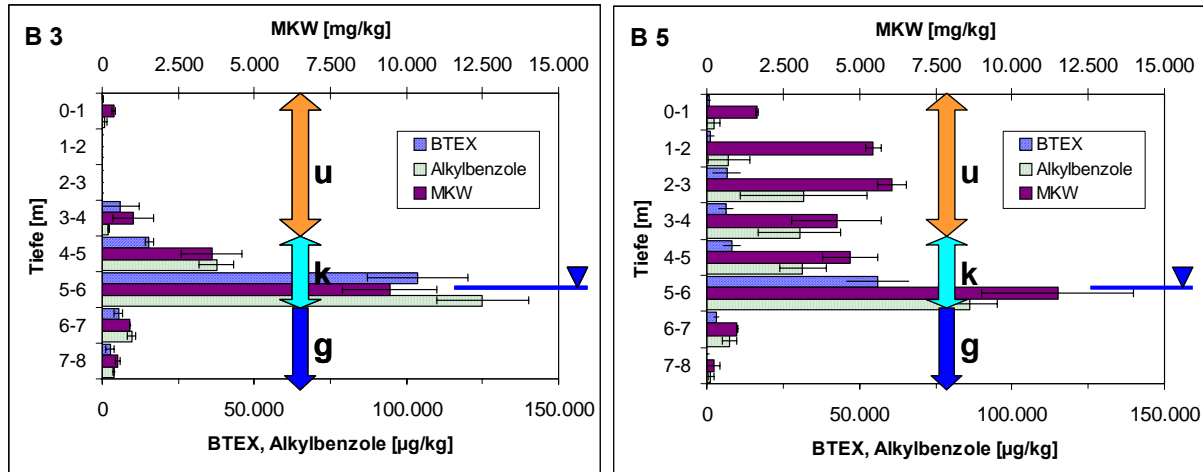 B 3
MKW [mg/kg]
0 2.500 5.000 7.500 10.000 12.500 15.000
Tiefe [m]
0-1
1-2
2-3
3-4
4-5
5-6
6-7
7-8
BTEX
Alkylbenzole
MKW
u
k
g
0 50.000 100.000 150.000
BTEX, Alkylbenzole [µg/kg]
B 5
MKW [mg/kg]
0 2.500 5.000 7.500 10.000 12.500 15.000
Tiefe [m]
0-1
1-2
2-3
3-4
4-5
5-6
6-7
7-8
BTEX
Alkylbenzole
MKW
u
k
g
0 50.000 100.000 150.000
BTEX, Alkylbenzole [µg/kg]